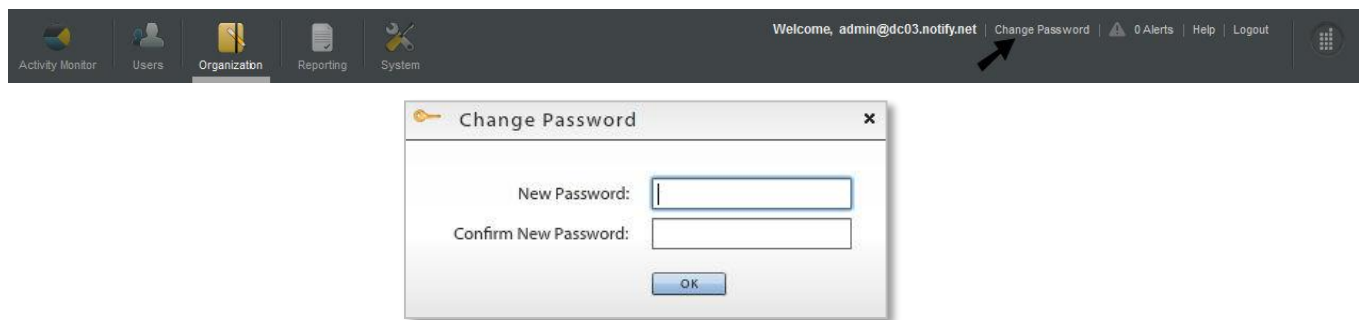 Welcome, admin@dc03.notify.net | Change Password | 0 Alerts | Help | Logout
Activity Monitor Users Organization Reporting System
Change Password x
New Password:
Confirm New Password:
OK